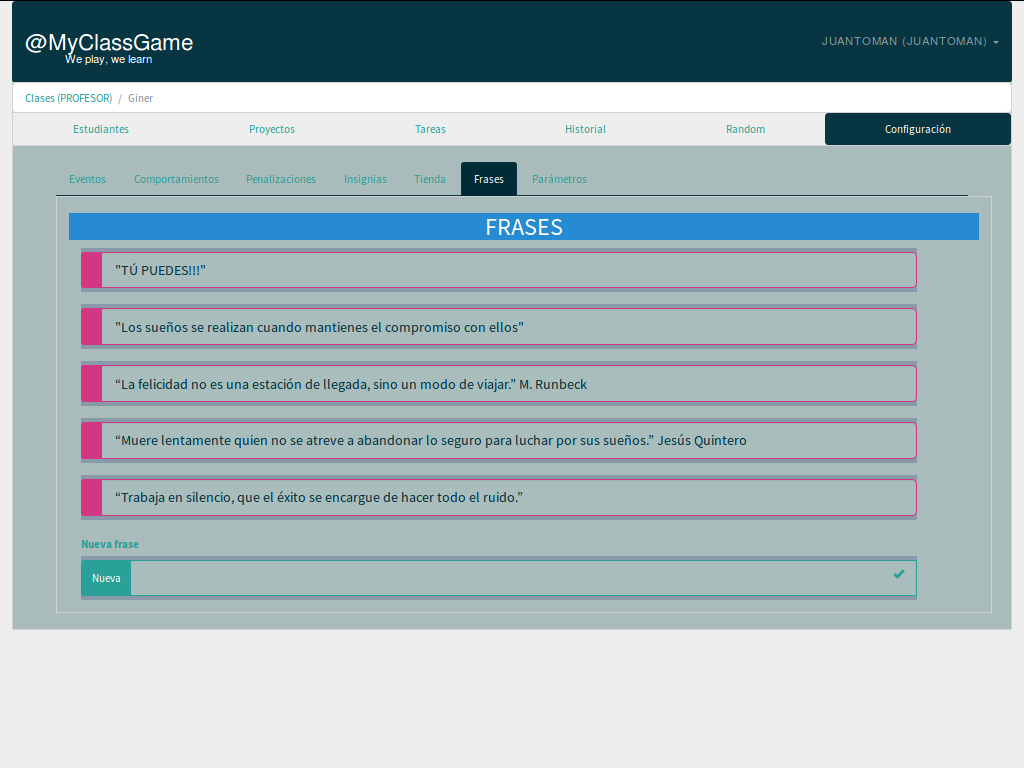 @MyClassGame
We play, we learn
JUANTOMAN (JUANTOMAN)
Clases (PROFESOR) / Giner
Estudiantes Proyectos Tareas Historial Random Configuración
Eventos Comportamientos Penalizaciones Insignias Tienda Frases Parámetros
FRASES
"TÚ PUEDES!!!"
"Los sueños se realizan cuando mantienes el compromiso con ellos"
“La felicidad no es una estación de llegada, sino un modo de viajar.” M. Runbeck
“Muere lentamente quien no se atreve a abandonar lo seguro para luchar por sus sueños.” Jesús Quintero
“Trabaja en silencio, que el éxito se encargue de hacer todo el ruido.”
Nueva frase
Nueva